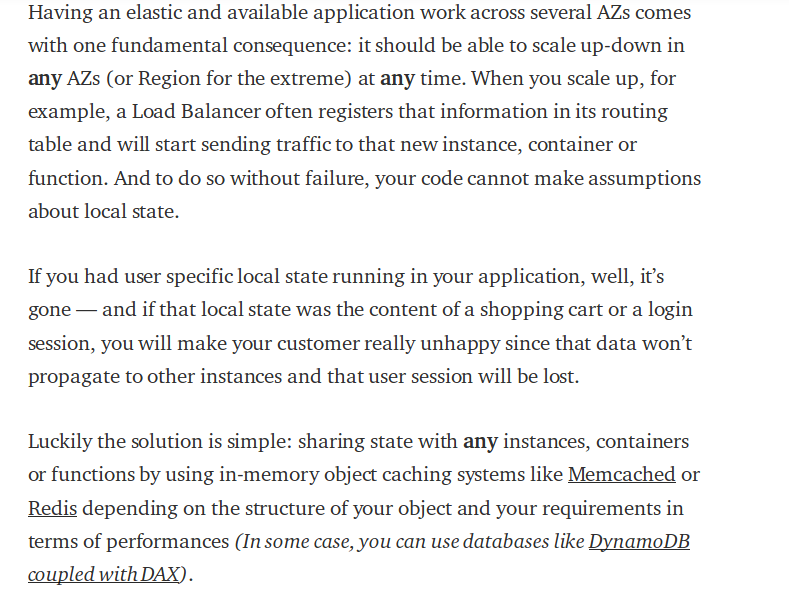 Having an elastic and available application work across several AZs comes
with one fundamental consequence: it should be able to scale up-down in
any AZs (or Region for the extreme) at any time. When you scale up, for
example, a Load Balancer often registers that information in its routing
table and will start sending traffic to that new instance, container or
function. And to do so without failure, your code cannot make assumptions
about local state.
If you had user specific local state running in your application, well, it’s
gone — and if that local state was the content of a shopping cart or a login
session, you will make your customer really unhappy since that data won’t
propagate to other instances and that user session will be lost.
Luckily the solution is simple: sharing state with any instances, containers
or functions by using in-memory object caching systems like Memcached or
Redis depending on the structure of your object and your requirements in
terms of performances (In some case, you can use databases like DynamoDB
coupled with DAX).